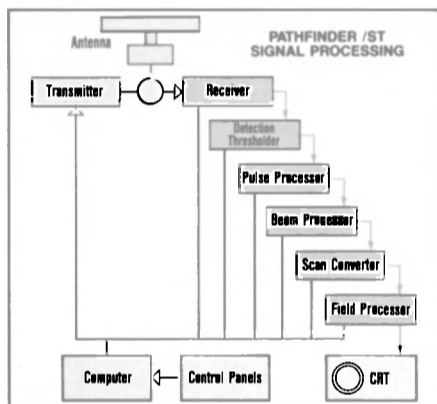 PATHFINDER /ST
SIGNAL PROCESSING
Antenna
Transmitter
Receiver
Detection
Thresholder
Pulse Processor
Beam Processor
Scan Converter
Field Processor
Computer
Control Panels
CRT